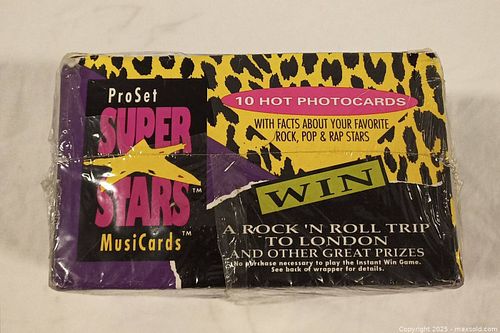 ProSet
SUPER
STARS™
MusiCards™
10 HOT PHOTOCARDS
WITH FACTS ABOUT YOUR FAVORITE
ROCK, POP & RAP STARS
WIN
A ROCK 'N ROLL TRIP
TO LONDON
AND OTHER GREAT PRIZES
No purchase necessary to play the Instant Win Game.
See back of wrapper for details.
Copyright 2025 - maxsold.com